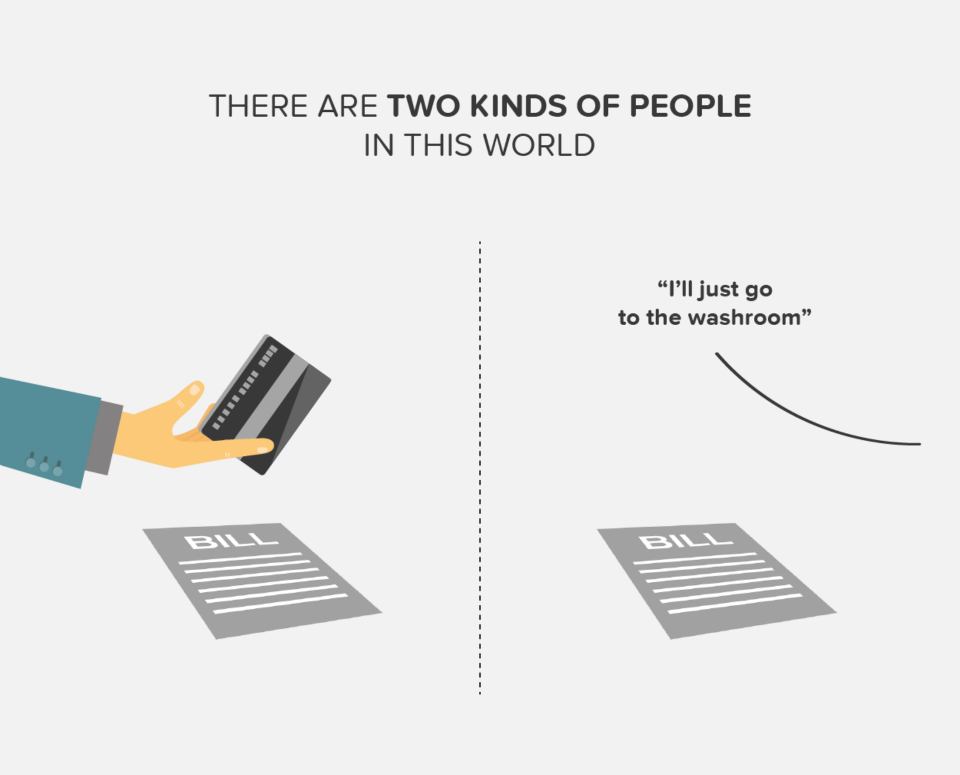 THERE ARE TWO KINDS OF PEOPLE
IN THIS WORLD
“I’ll just go
to the washroom”
BILL
BILL